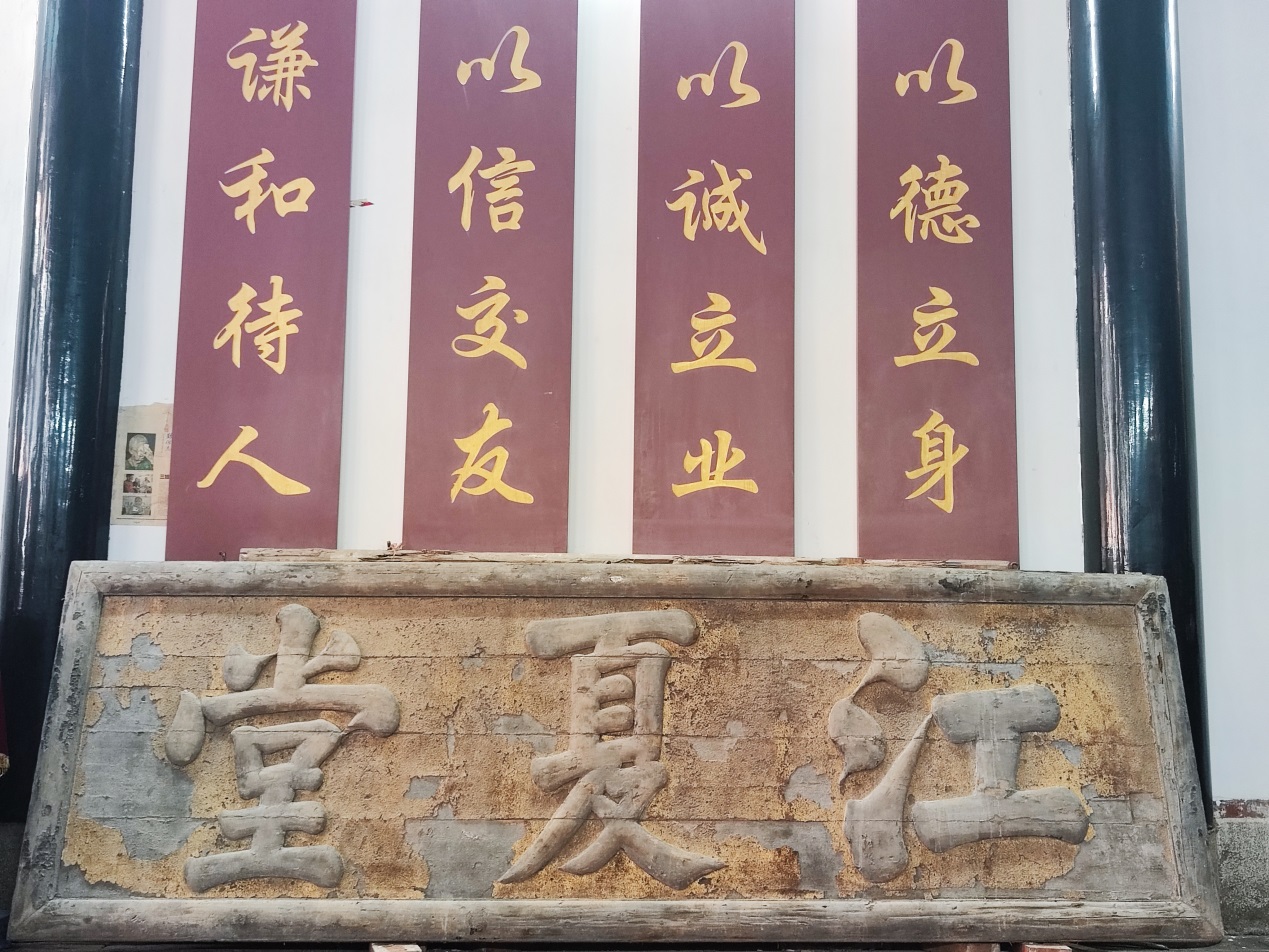 以德立身
以诚立业
以信交友
谦和待人
江夏堂